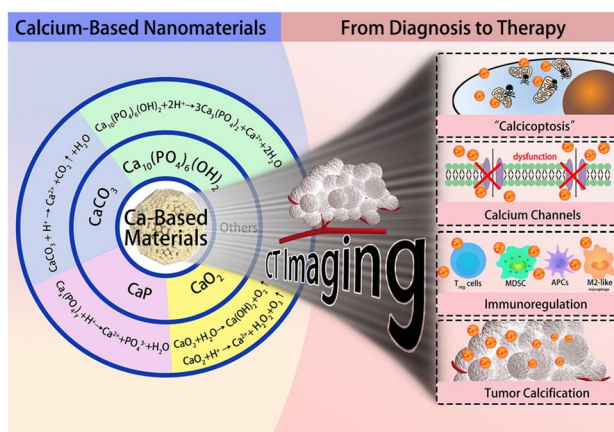 Calcium-Based Nanomaterials
From Diagnosis to Therapy
Ca₁₀(PO₄)₆(OH)₂+2H⁺→3Ca₃(PO₄)₂+Ca²⁺+2H₂O
Ca₁₀(PO₄)₆(OH)₂
CaCO₃ + H⁺ → Ca²⁺+CO₂↑+H₂O
CaCO₃
Ca-Based
Materials
Others
CaP
CaO₂
Caₓ(PO₄)ᵧ+H⁺→Ca²⁺+PO₄³⁻+H₂O
CaO₂+H₂O→Ca(OH)₂+O₂↑
CaO₂+H⁺→Ca²⁺+H₂O₂+O₂↑
CT Imaging
"Calcicoptosis"
dysfunction
Calcium Channels
Treg cells
MDSC
APCs
M2-like
macrophage
Immunoregulation
Tumor Calcification